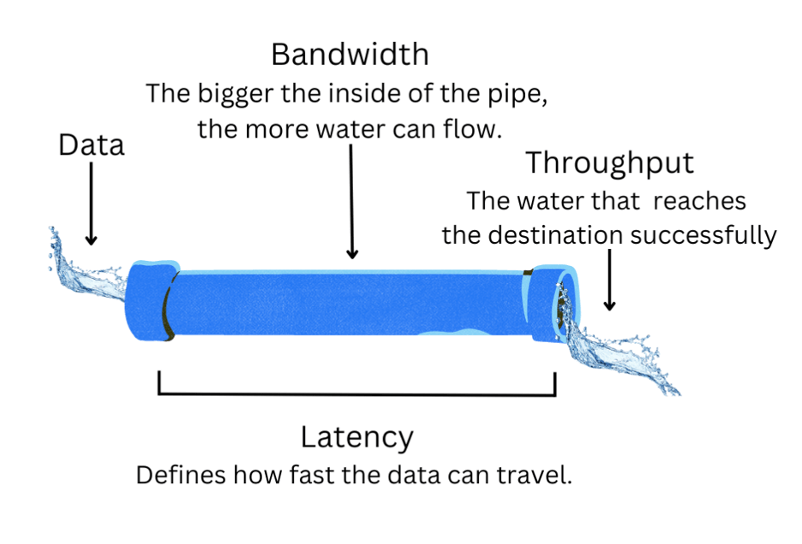 Bandwidth
The bigger the inside of the pipe,
the more water can flow.
Data
Throughput
The water that reaches
the destination successfully
Latency
Defines how fast the data can travel.